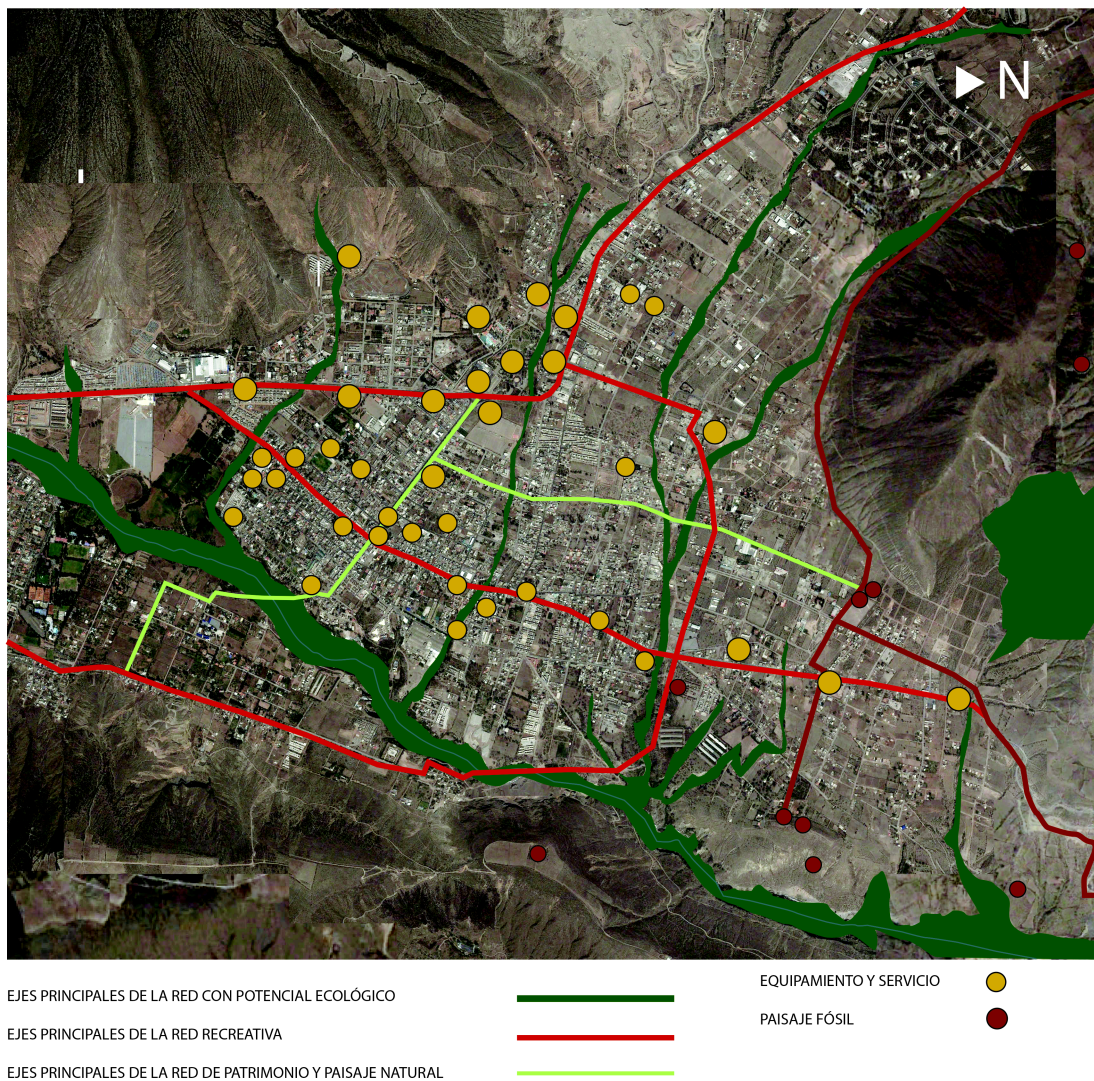 N
EJES PRINCIPALES DE LA RED CON POTENCIAL ECOLÓGICO
EJES PRINCIPALES DE LA RED RECREATIVA
EJES PRINCIPALES DE LA RED DE PATRIMONIO Y PAISAJE NATURAL
EQUIPAMIENTO Y SERVICIO
PAISAJE FÓSIL